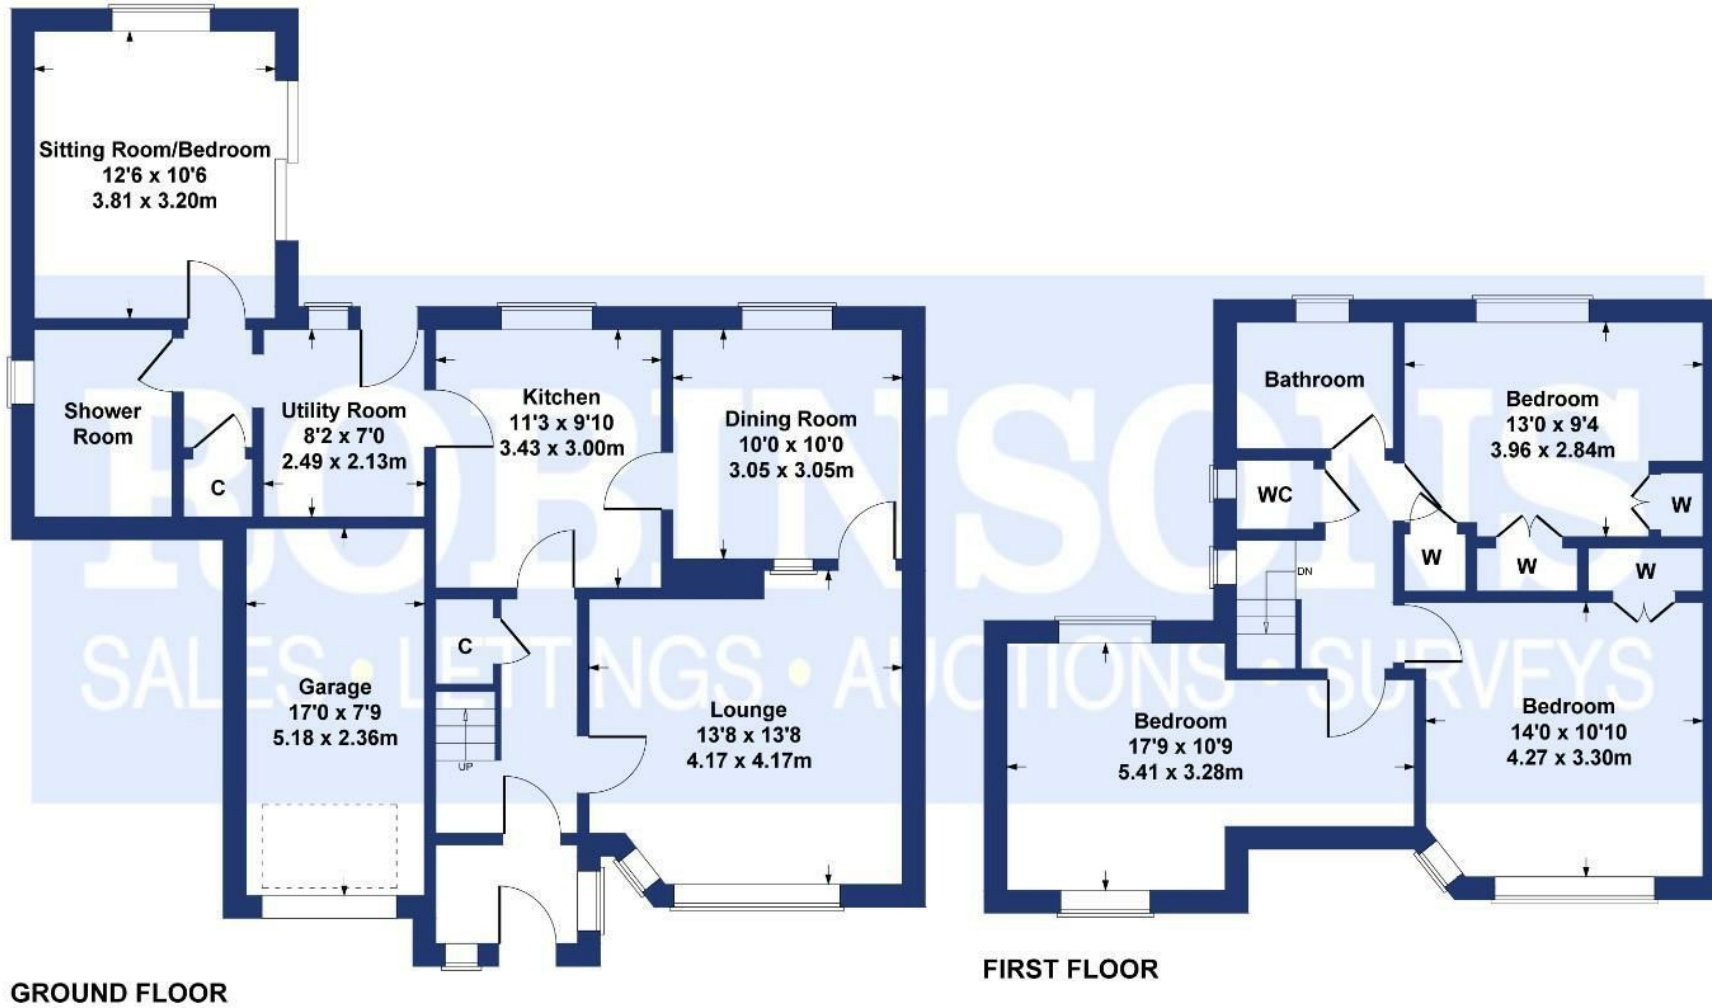 Sitting Room/Bedroom
12'6 x 10'6
3.81 x 3.20m
Shower
Room
C
Utility Room
8'2 x 7'0
2.49 x 2.13m
Kitchen
11'3 x 9'10
3.43 x 3.00m
Dining Room
10'0 x 10'0
3.05 x 3.05m
C
UP
Garage
17'0 x 7'9
5.18 x 2.36m
Lounge
13'8 x 13'8
4.17 x 4.17m
GROUND FLOOR
Bathroom
Bedroom
13'0 x 9'4
3.96 x 2.84m
WC
W
W
W
W
DN
Bedroom
17'9 x 10'9
5.41 x 3.28m
Bedroom
14'0 x 10'10
4.27 x 3.30m
FIRST FLOOR
ROBINSONS
SALES • LETTINGS • AUCTIONS • SURVEYS